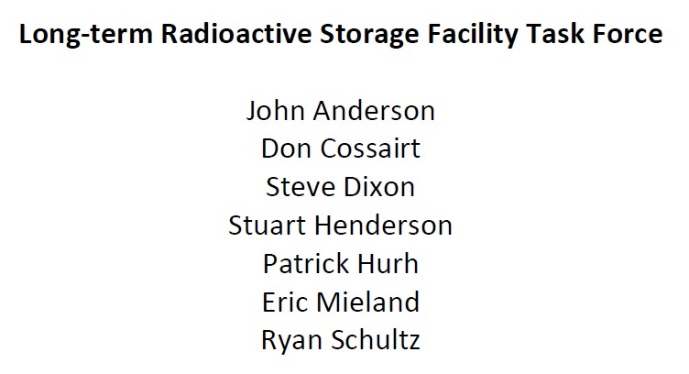 Long-term Radioactive Storage Facility Task Force
John Anderson
Don Cossairt
Steve Dixon
Stuart Henderson
Patrick Hurh
Eric Mieland
Ryan Schultz